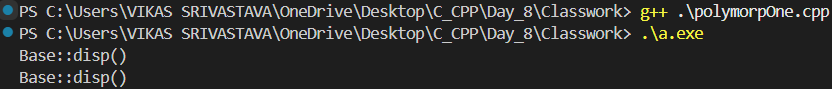 PS C:\Users\VIKAS SRIVASTAVA\OneDrive\Desktop\C_CPP\Day_8\Classwork> g++ .\polymorpOne.cpp
PS C:\Users\VIKAS SRIVASTAVA\OneDrive\Desktop\C_CPP\Day_8\Classwork> .\a.exe
Base::disp()
Base::disp()